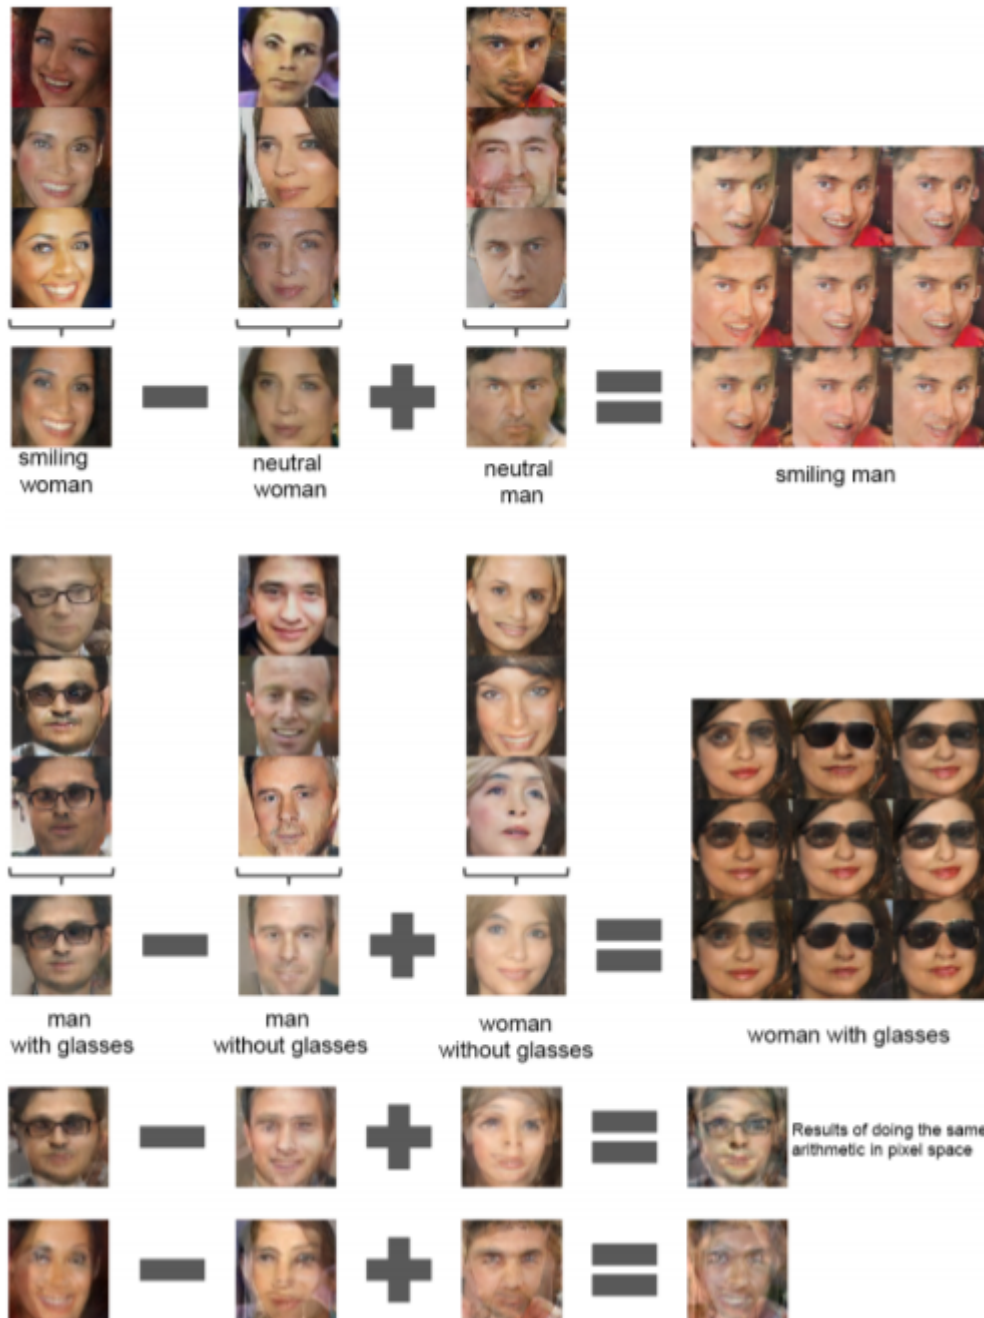 smiling
woman
neutral
woman
neutral
man
smiling man
man
with glasses
man
without glasses
woman
without glasses
woman with glasses
Results of doing the same
arithmetic in pixel space